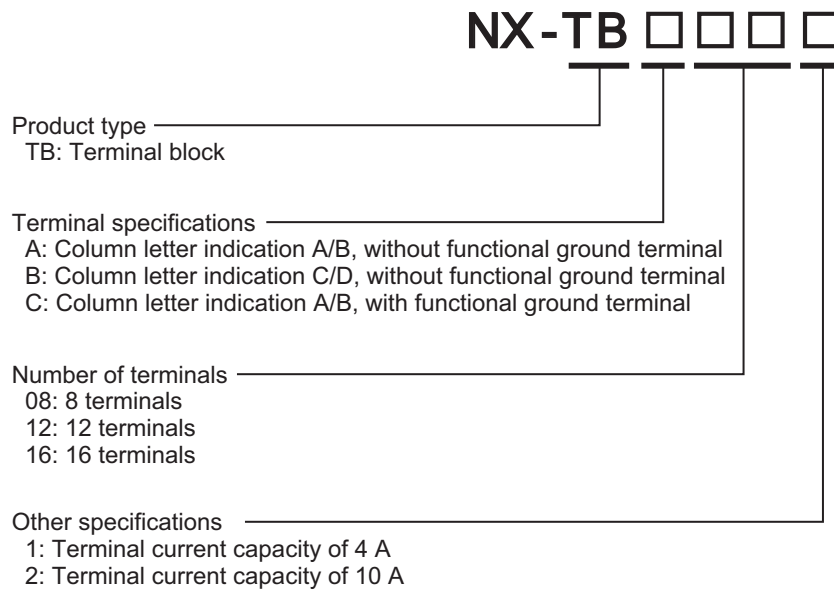 NX-TB □ □ □ □
Product type
TB: Terminal block
Terminal specifications
A: Column letter indication A/B, without functional ground terminal
B: Column letter indication C/D, without functional ground terminal
C: Column letter indication A/B, with functional ground terminal
Number of terminals
08: 8 terminals
12: 12 terminals
16: 16 terminals
Other specifications
1: Terminal current capacity of 4 A
2: Terminal current capacity of 10 A